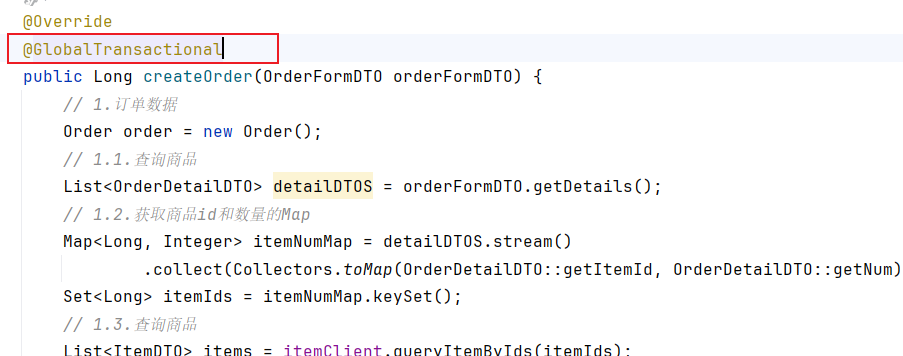 @Override
@GlobalTransactional
public Long createOrder(OrderFormDTO orderFormDTO) {
// 1.订单数据
Order order = new Order();
// 1.1.查询商品
List<OrderDetailDTO> detailDTOS = orderFormDTO.getDetails();
// 1.2.获取商品id和数量的Map
Map<Long, Integer> itemNumMap = detailDTOS.stream()
.collect(Collectors.toMap(OrderDetailDTO::getItemId, OrderDetailDTO::getNum)
Set<Long> itemIds = itemNumMap.keySet();
// 1.3.查询商品
List<ItemDTO> items = itemClient.queryItemByIds(itemIds);